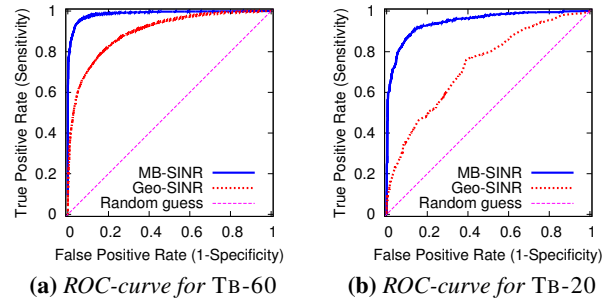 True Positive Rate (Sensitivity)
1
0.8
0.6
0.4
0.2
0
MB-SINR
Geo-SINR
Random guess
0 0.2 0.4 0.6 0.8 1
False Positive Rate (1-Specificity)
(a) ROC-curve for TB-60
True Positive Rate (Sensitivity)
1
0.8
0.6
0.4
0.2
0
MB-SINR
Geo-SINR
Random guess
0 0.2 0.4 0.6 0.8 1
False Positive Rate (1-Specificity)
(b) ROC-curve for TB-20